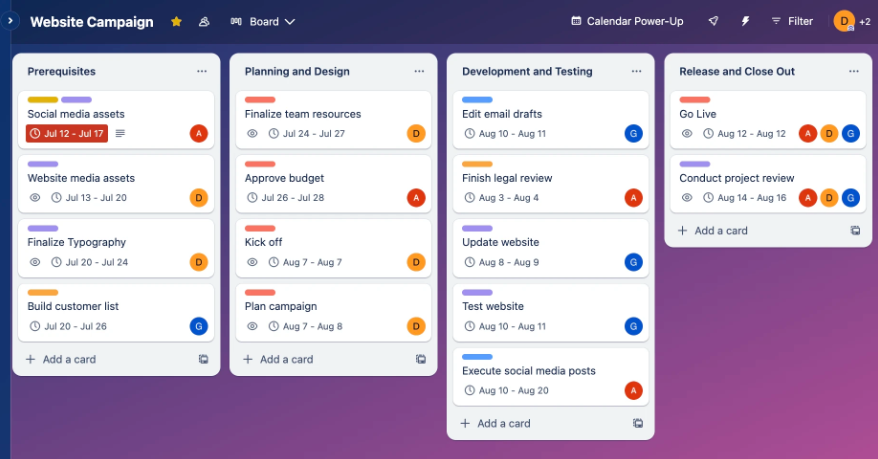 Website Campaign
Board
Calendar Power-Up
Filter
D
+2
Prerequisites
Social media assets
Jul 12 - Jul 17
A
Website media assets
Jul 13 - Jul 20
D
Finalize Typography
Jul 20 - Jul 24
D
Build customer list
Jul 20 - Jul 26
G
+ Add a card
Planning and Design
Finalize team resources
Jul 24 - Jul 27
D
Approve budget
Jul 26 - Jul 28
A
Kick off
Aug 7 - Aug 7
D
Plan campaign
Aug 7 - Aug 8
D
+ Add a card
Development and Testing
Edit email drafts
Aug 10 - Aug 11
G
Finish legal review
Aug 3 - Aug 4
A
Update website
Aug 8 - Aug 9
G
Test website
Aug 10 - Aug 11
G
Execute social media posts
Aug 10 - Aug 20
A
+ Add a card
Release and Close Out
Go Live
Aug 12 - Aug 12
A D G
Conduct project review
Aug 14 - Aug 16
A D G
+ Add a card